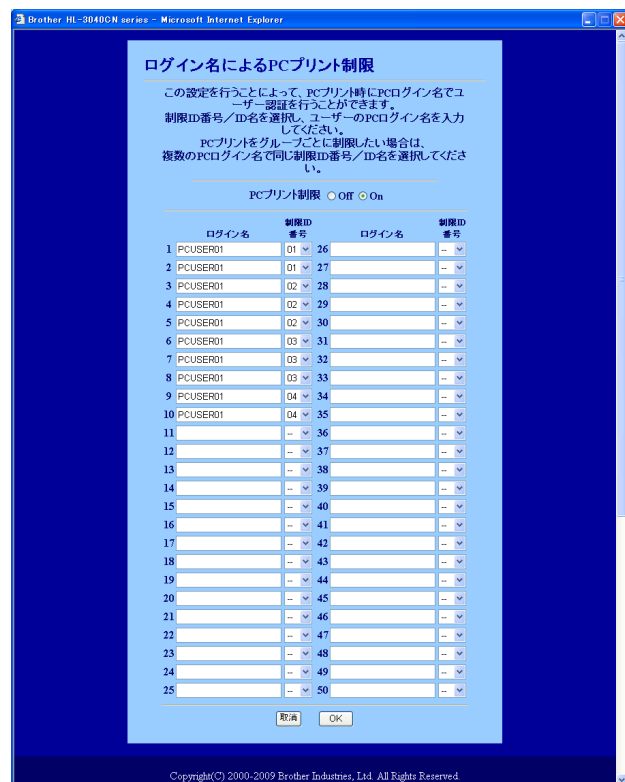 Brother HL-3040CN series - Microsoft Internet Explorer
ログイン名によるPCプリント制限
この設定を行うことによって、PCプリント時にPCログイン名でユ
ーザー認証を行うことができます。
制限ID番号／ID名を選択し、ユーザーのPCログイン名を入力
してください。
PCプリントをグループごとに制限したい場合は、
複数のPCログイン名で同じ制限ID番号／ID名を選択してくださ
い。
PCプリント制限 Off On
制限ID 制限ID
ログイン名 番号 ログイン名 番号
1 PCUSER01 01 26 --
2 PCUSER01 01 27 --
3 PCUSER01 02 28 --
4 PCUSER01 02 29 --
5 PCUSER01 02 30 --
6 PCUSER01 03 31 --
7 PCUSER01 03 32 --
8 PCUSER01 03 33 --
9 PCUSER01 04 34 --
10 PCUSER01 04 35 --
11 -- 36 --
12 -- 37 --
13 -- 38 --
14 -- 39 --
15 -- 40 --
16 -- 41 --
17 -- 42 --
18 -- 43 --
19 -- 44 --
20 -- 45 --
21 -- 46 --
22 -- 47 --
23 -- 48 --
24 -- 49 --
25 -- 50 --
取消 OK
Copyright(C) 2000-2009 Brother Industries, Ltd. All Rights Reserved.